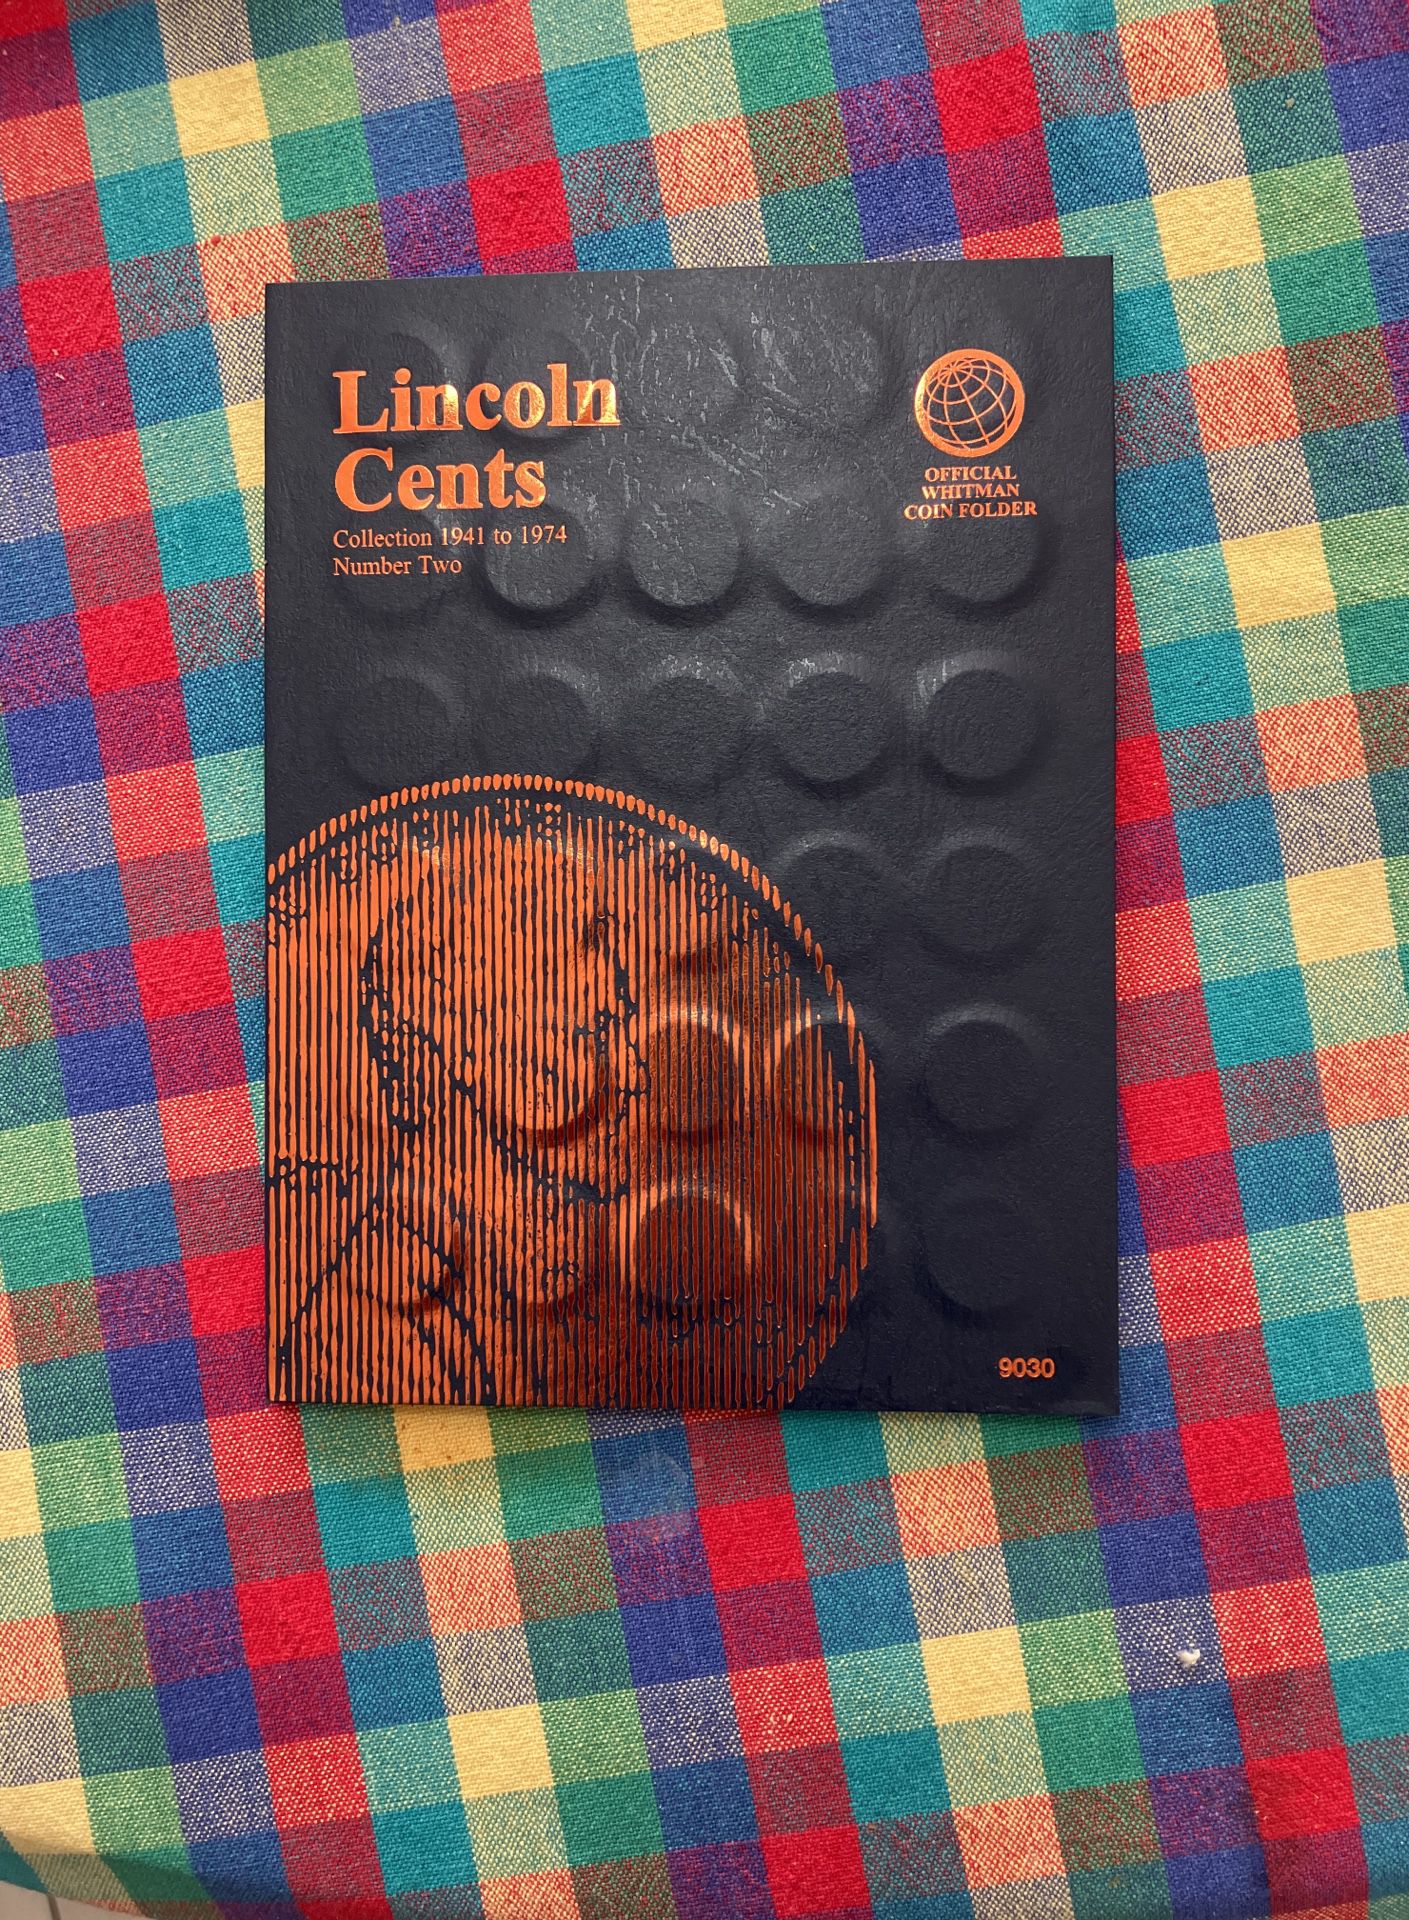 Lincoln
Cents
Collection 1941 to 1974
Number Two
OFFICIAL
WHITMAN
COIN FOLDER
9030